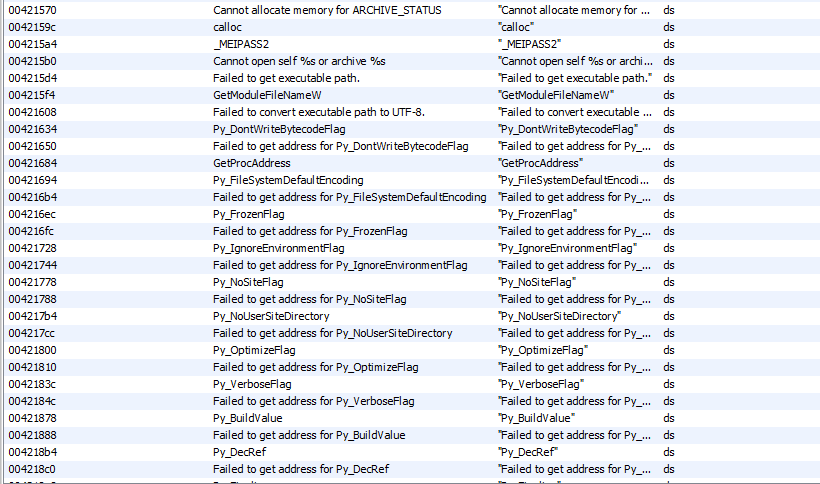 00421570 Cannot allocate memory for ARCHIVE_STATUS "Cannot allocate memory for ... ds
0042159c calloc "calloc" ds
004215a4 _MEIPASS2 "_MEIPASS2" ds
004215b0 Cannot open self %s or archive %s "Cannot open self %s or archi... ds
004215d4 Failed to get executable path. "Failed to get executable path." ds
004215f4 GetModuleFileNameW "GetModuleFileNameW" ds
00421608 Failed to convert executable path to UTF-8. "Failed to convert executable ... ds
00421634 Py_DontWriteBytecodeFlag "Py_DontWriteBytecodeFlag" ds
00421650 Failed to get address for Py_DontWriteBytecodeFlag "Failed to get address for Py_... ds
00421684 GetProcAddress "GetProcAddress" ds
00421694 Py_FileSystemDefaultEncoding "Py_FileSystemDefaultEncodi... ds
004216b4 Failed to get address for Py_FileSystemDefaultEncoding "Failed to get address for Py_... ds
004216ec Py_FrozenFlag "Py_FrozenFlag" ds
004216fc Failed to get address for Py_FrozenFlag "Failed to get address for Py_... ds
00421728 Py_IgnoreEnvironmentFlag "Py_IgnoreEnvironmentFlag" ds
00421744 Failed to get address for Py_IgnoreEnvironmentFlag "Failed to get address for Py_... ds
00421778 Py_NoSiteFlag "Py_NoSiteFlag" ds
00421788 Failed to get address for Py_NoSiteFlag "Failed to get address for Py_... ds
004217b4 Py_NoUserSiteDirectory "Py_NoUserSiteDirectory" ds
004217cc Failed to get address for Py_NoUserSiteDirectory "Failed to get address for Py_... ds
00421800 Py_OptimizeFlag "Py_OptimizeFlag" ds
00421810 Failed to get address for Py_OptimizeFlag "Failed to get address for Py_... ds
0042183c Py_VerboseFlag "Py_VerboseFlag" ds
0042184c Failed to get address for Py_VerboseFlag "Failed to get address for Py_... ds
00421878 Py_BuildValue "Py_BuildValue" ds
00421888 Failed to get address for Py_BuildValue "Failed to get address for Py_... ds
004218b4 Py_DecRef "Py_DecRef" ds
004218c0 Failed to get address for Py_DecRef "Failed to get address for Py_... ds